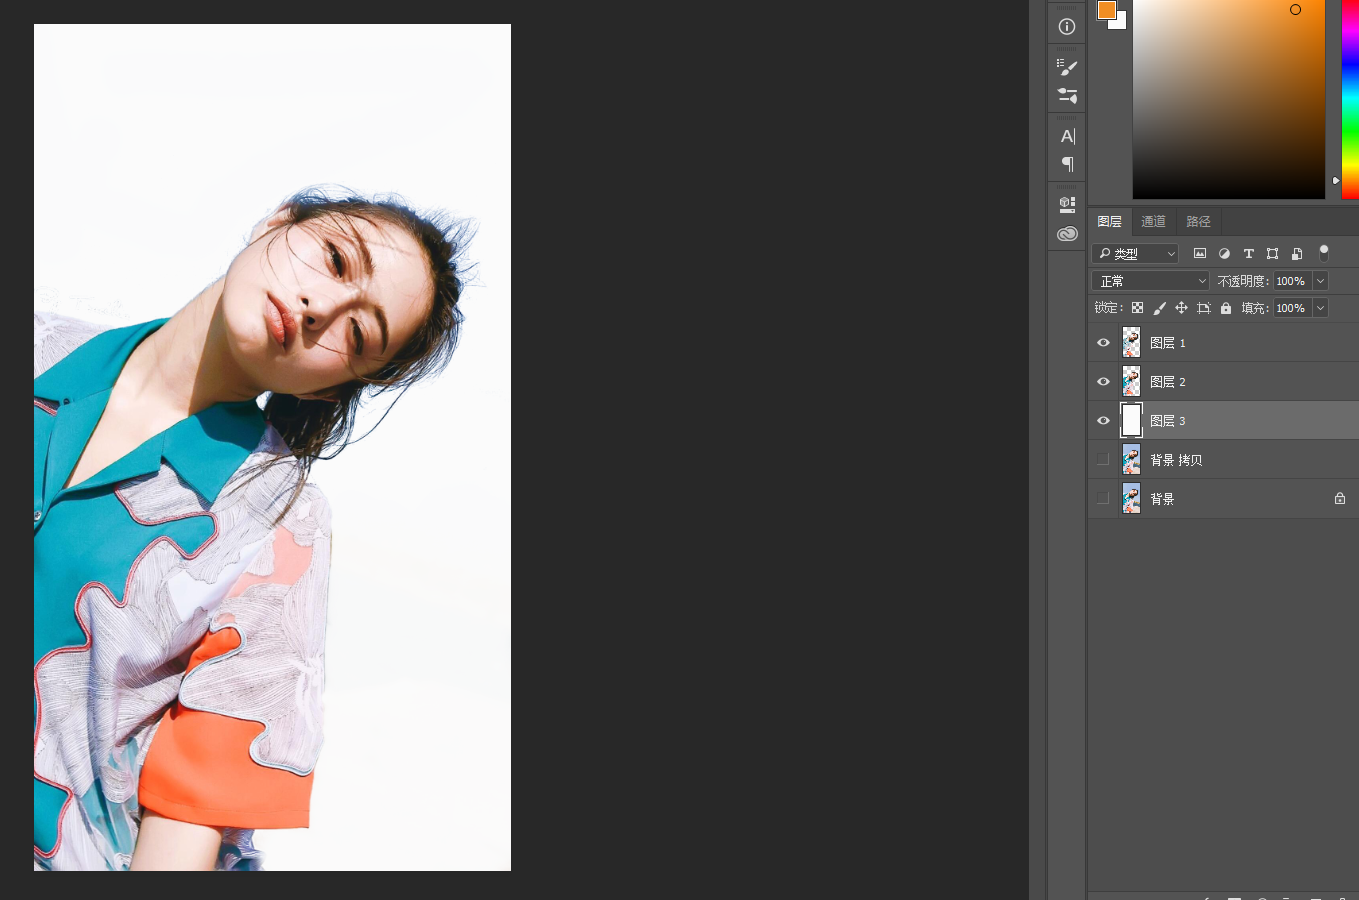 A
图层 通道 路径
类型 T
正常 不透明度: 100%
锁定: 填充: 100%
图层 1
图层 2
图层 3
背景 拷贝
背景